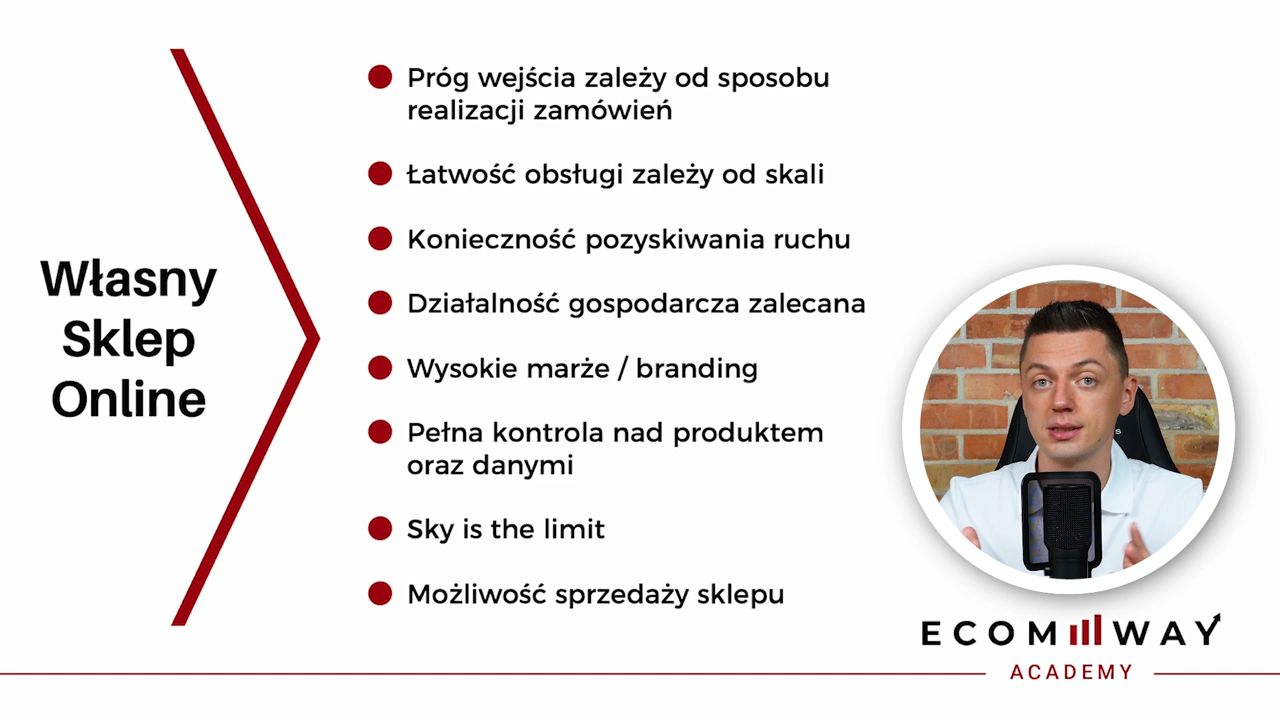 Własny
Sklep
Online
Próg wejścia zależy od sposobu
realizacji zamówień
Łatwość obsługi zależy od skali
Konieczność pozyskiwania ruchu
Działalność gospodarcza zalecana
Wysokie marże / branding
Pełna kontrola nad produktem
oraz danymi
Sky is the limit
Możliwość sprzedaży sklepu
ECOM WAY
ACADEMY